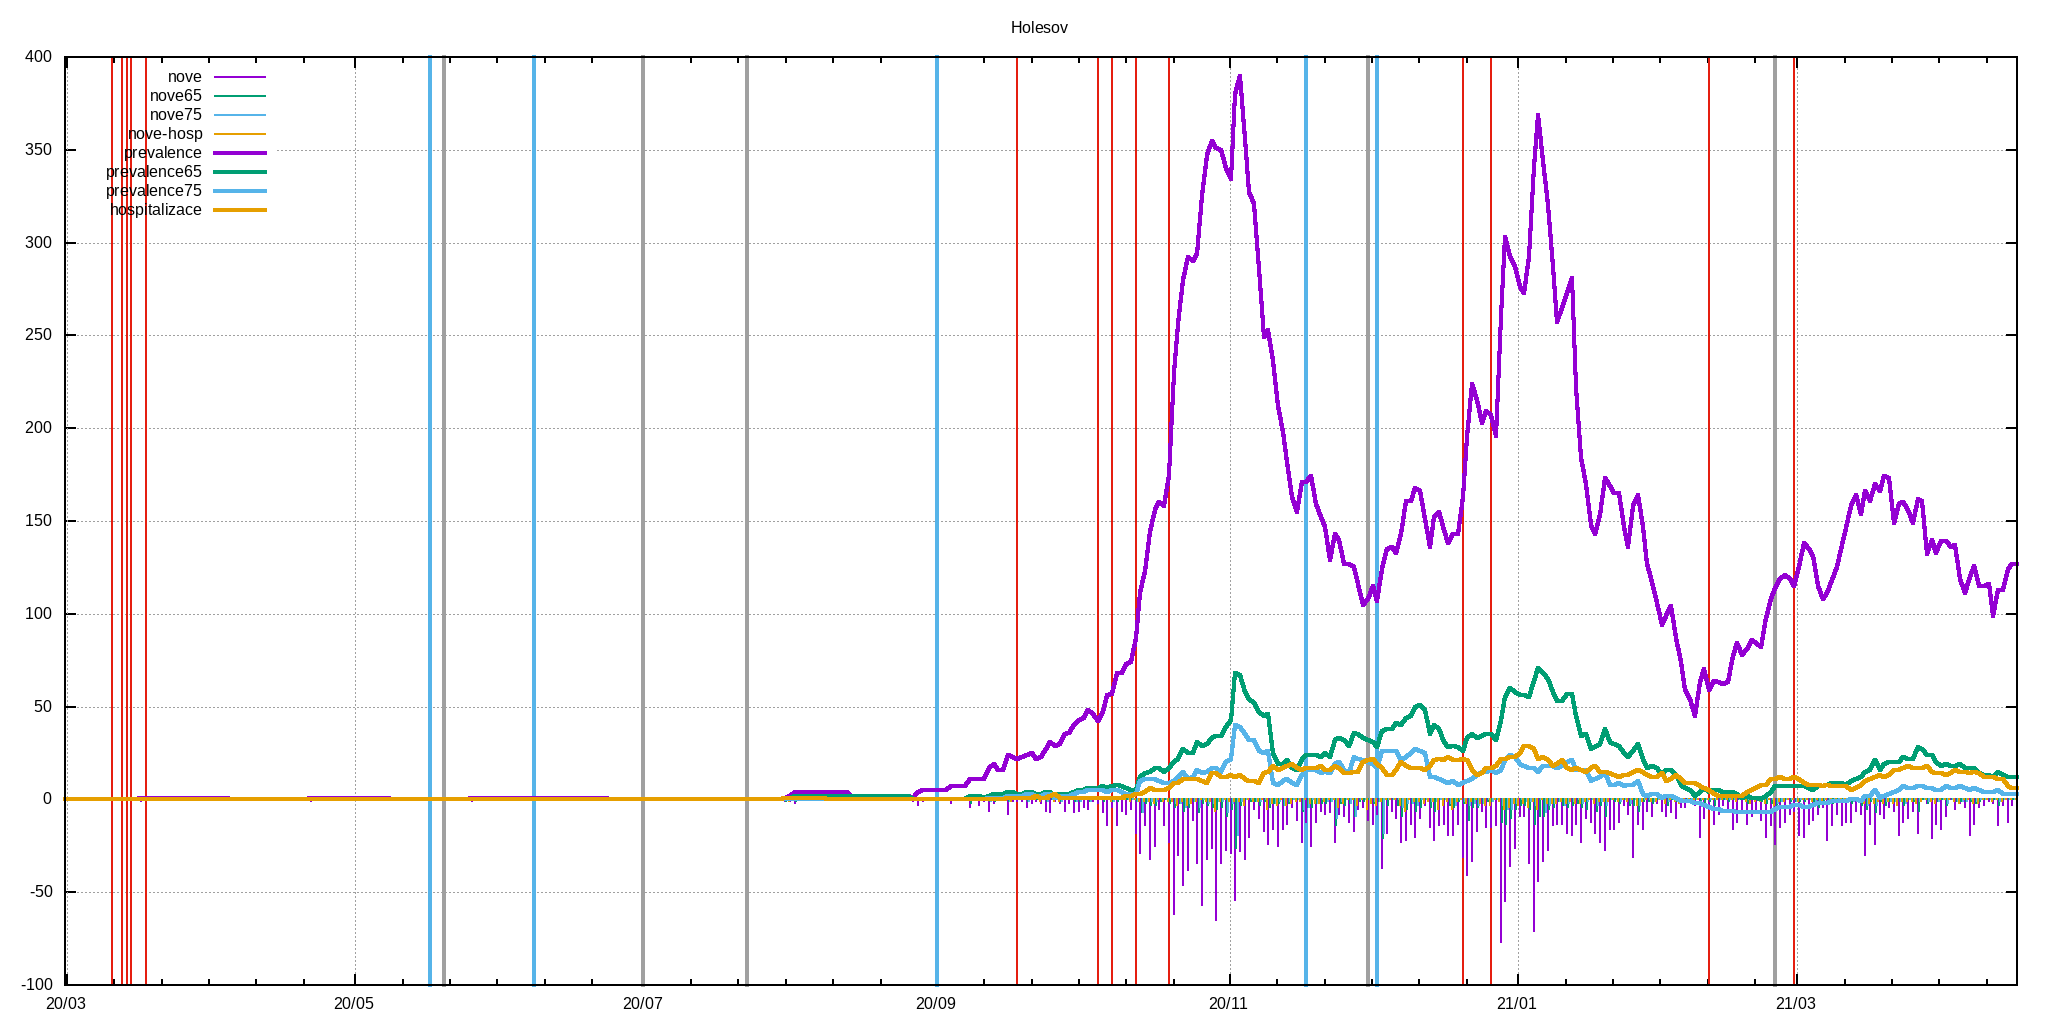 Holesov
400
350
300
250
200
150
100
50
0
-50
-100
nove
nove65
nove75
nove-hosp
prevalence
prevalence65
prevalence75
hospitalizace
20/03 20/05 20/07 20/09 20/11 21/01 21/03